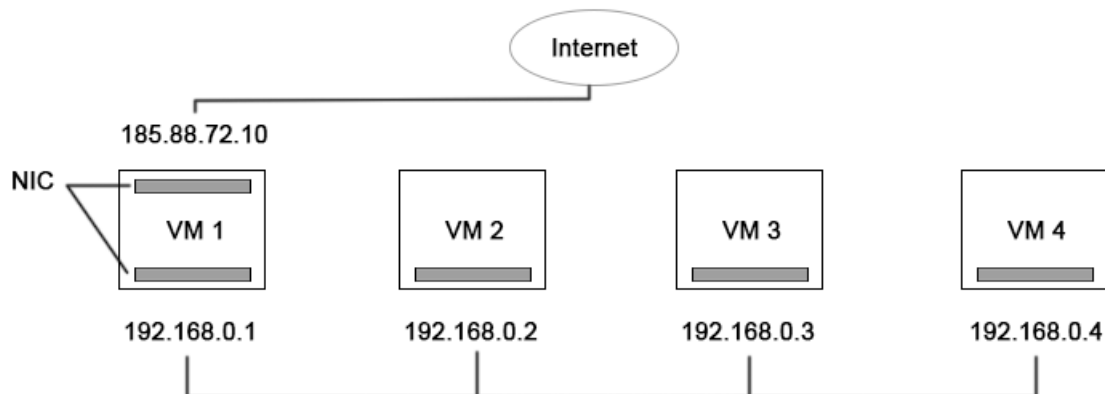 Internet
185.88.72.10
NIC
VM 1
VM 2
VM 3
VM 4
192.168.0.1
192.168.0.2
192.168.0.3
192.168.0.4